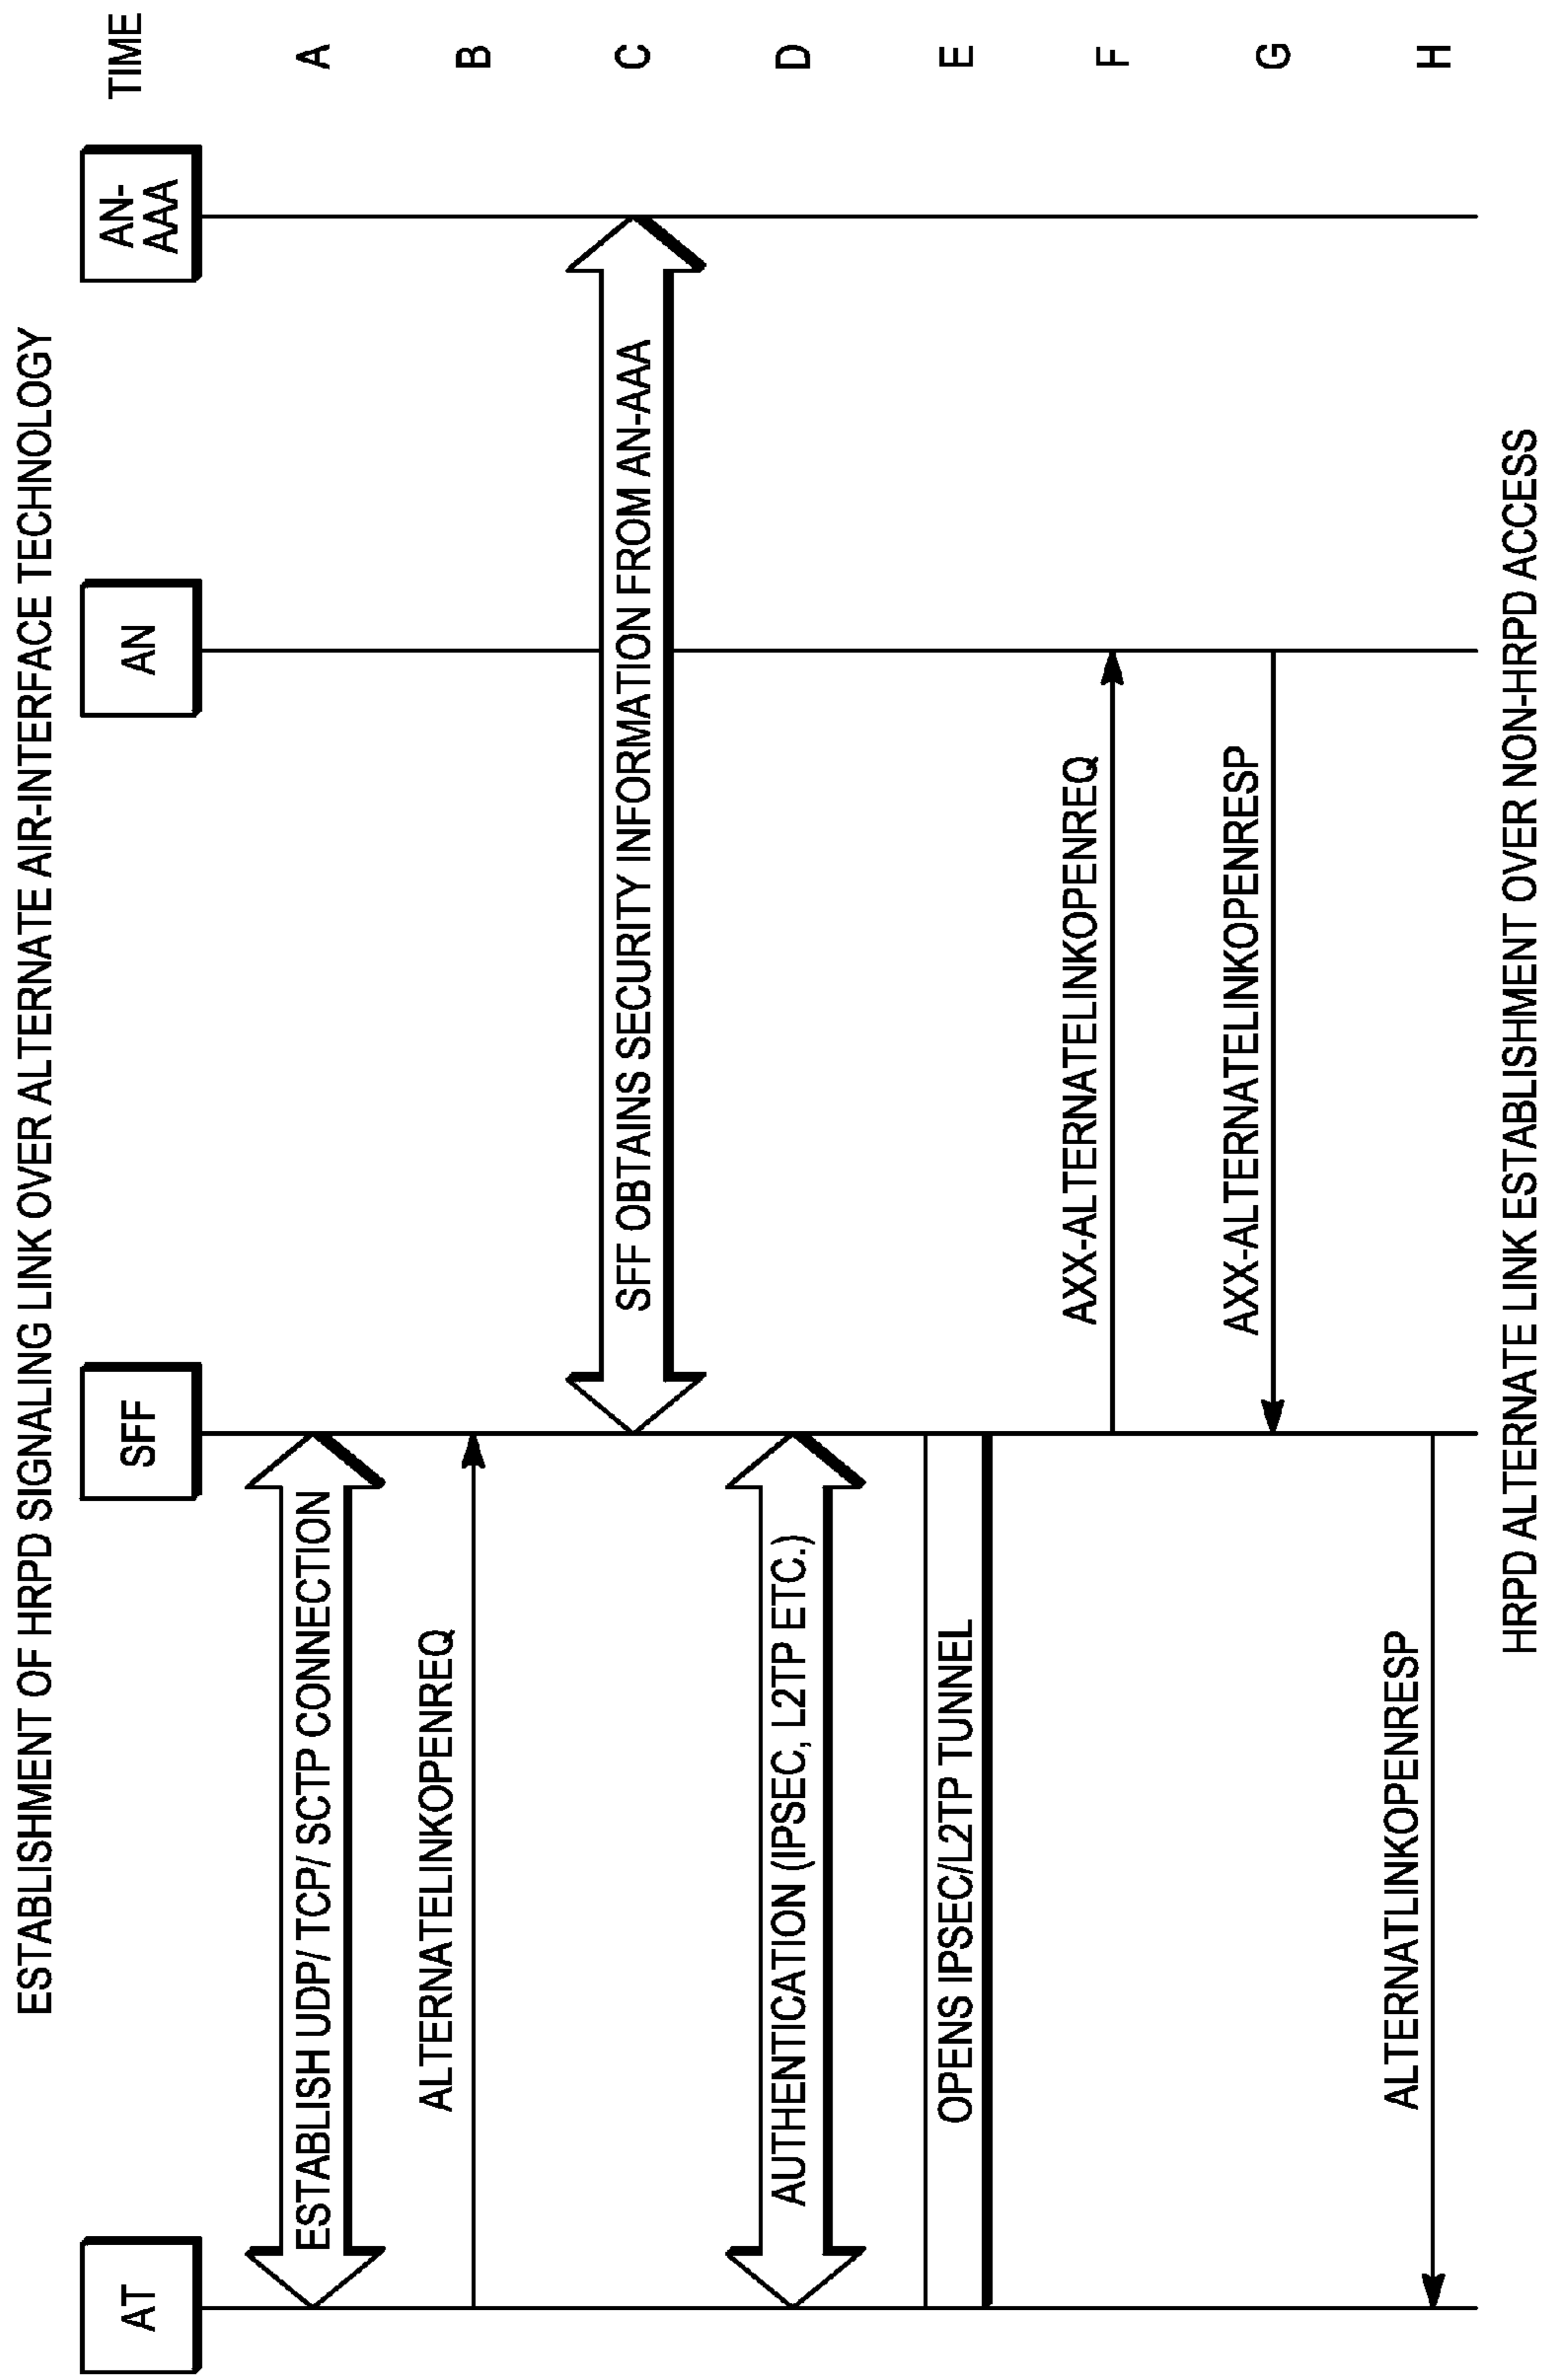 ESTABLISHMENT OF HRPD SIGNALING LINK OVER ALTERNATE AIR-INTERFACE TECHNOLOGY
AT
SFF
AN
AN-
AAA
TIME
ESTABLISH UDP/ TCP/ SCTP CONNECTION
A
ALTERNATELINKOPENREQ
B
SFF OBTAINS SECURITY INFORMATION FROM AN-AAA
C
AUTHENTICATION (IPSEC, L2TP ETC.)
D
OPENS IPSEC/L2TP TUNNEL
E
AXX-ALTERNATELINKOPENREQ
F
AXX-ALTERNATELINKOPENRESP
G
ALTERNATLINKOPENRESP
H
HRPD ALTERNATE LINK ESTABLISHMENT OVER NON-HRPD ACCESS